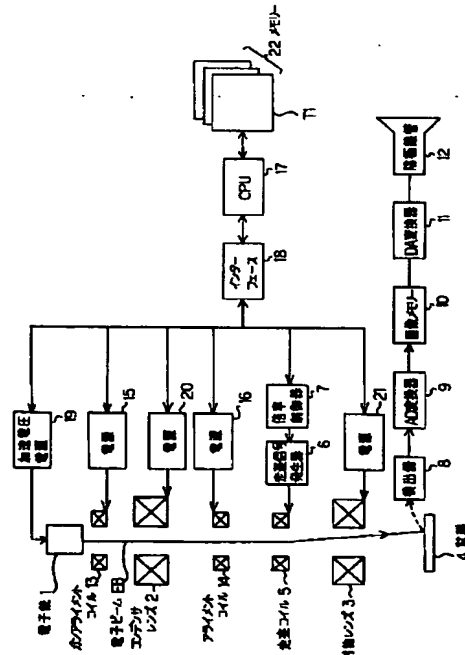 電子銃 1
ガンアライメント
コイル 13
電子ビーム EB
コンデンサ
レンズ 2
アライメント
コイル 14
走査コイル 5
対物レンズ 3
試料 4
加速電圧
電源
19
電源
15
電源
20
電源
16
走査信号
発生器
6
倍率
制御器
7
電源
21
インター
フェース
18
CPU
17
T1
22 メモリー
検出器
8
AD変換器
9
画像メモリー
10
DA変換器
11
陰極線管
12